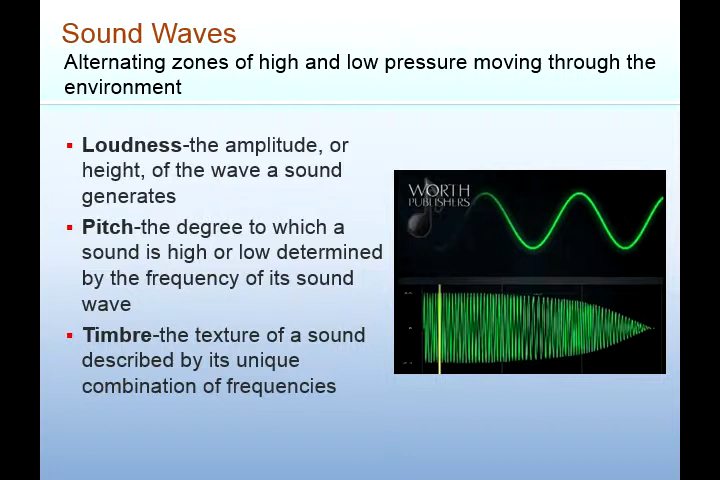 Sound Waves
Alternating zones of high and low pressure moving through the
environment
▪ Loudness-the amplitude, or
height, of the wave a sound
generates
▪ Pitch-the degree to which a
sound is high or low determined
by the frequency of its sound
wave
▪ Timbre-the texture of a sound
described by its unique
combination of frequencies
WORTH
PUBLISHERS